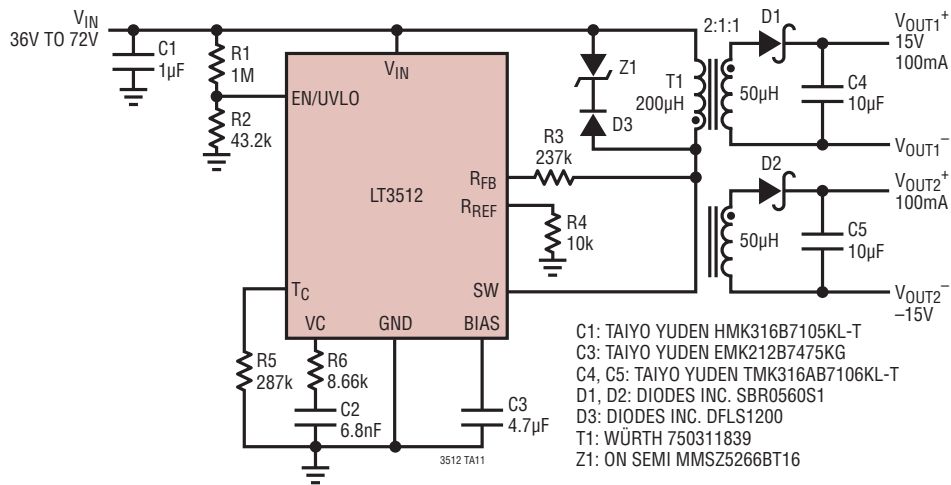 VIN
36V TO 72V
C1
1µF
R1
1M
R2
43.2k
VIN
EN/UVLO
LT3512
RFB
RREF
SW
TC
VC
GND
BIAS
Z1
D3
R3
237k
R4
10k
T1
200µH
2:1:1
50µH
D1
C4
10µF
VOUT1+
15V
100mA
VOUT1–
D2
50µH
C5
10µF
VOUT2+
100mA
VOUT2–
–15V
R5
287k
R6
8.66k
C2
6.8nF
C3
4.7µF
3512 TA11
C1: TAIYO YUDEN HMK316B7105KL-T
C3: TAIYO YUDEN EMK212B7475KG
C4, C5: TAIYO YUDEN TMK316AB7106KL-T
D1, D2: DIODES INC. SBR0560S1
D3: DIODES INC. DFLS1200
T1: WÜRTH 750311839
Z1: ON SEMI MMSZ5266BT16